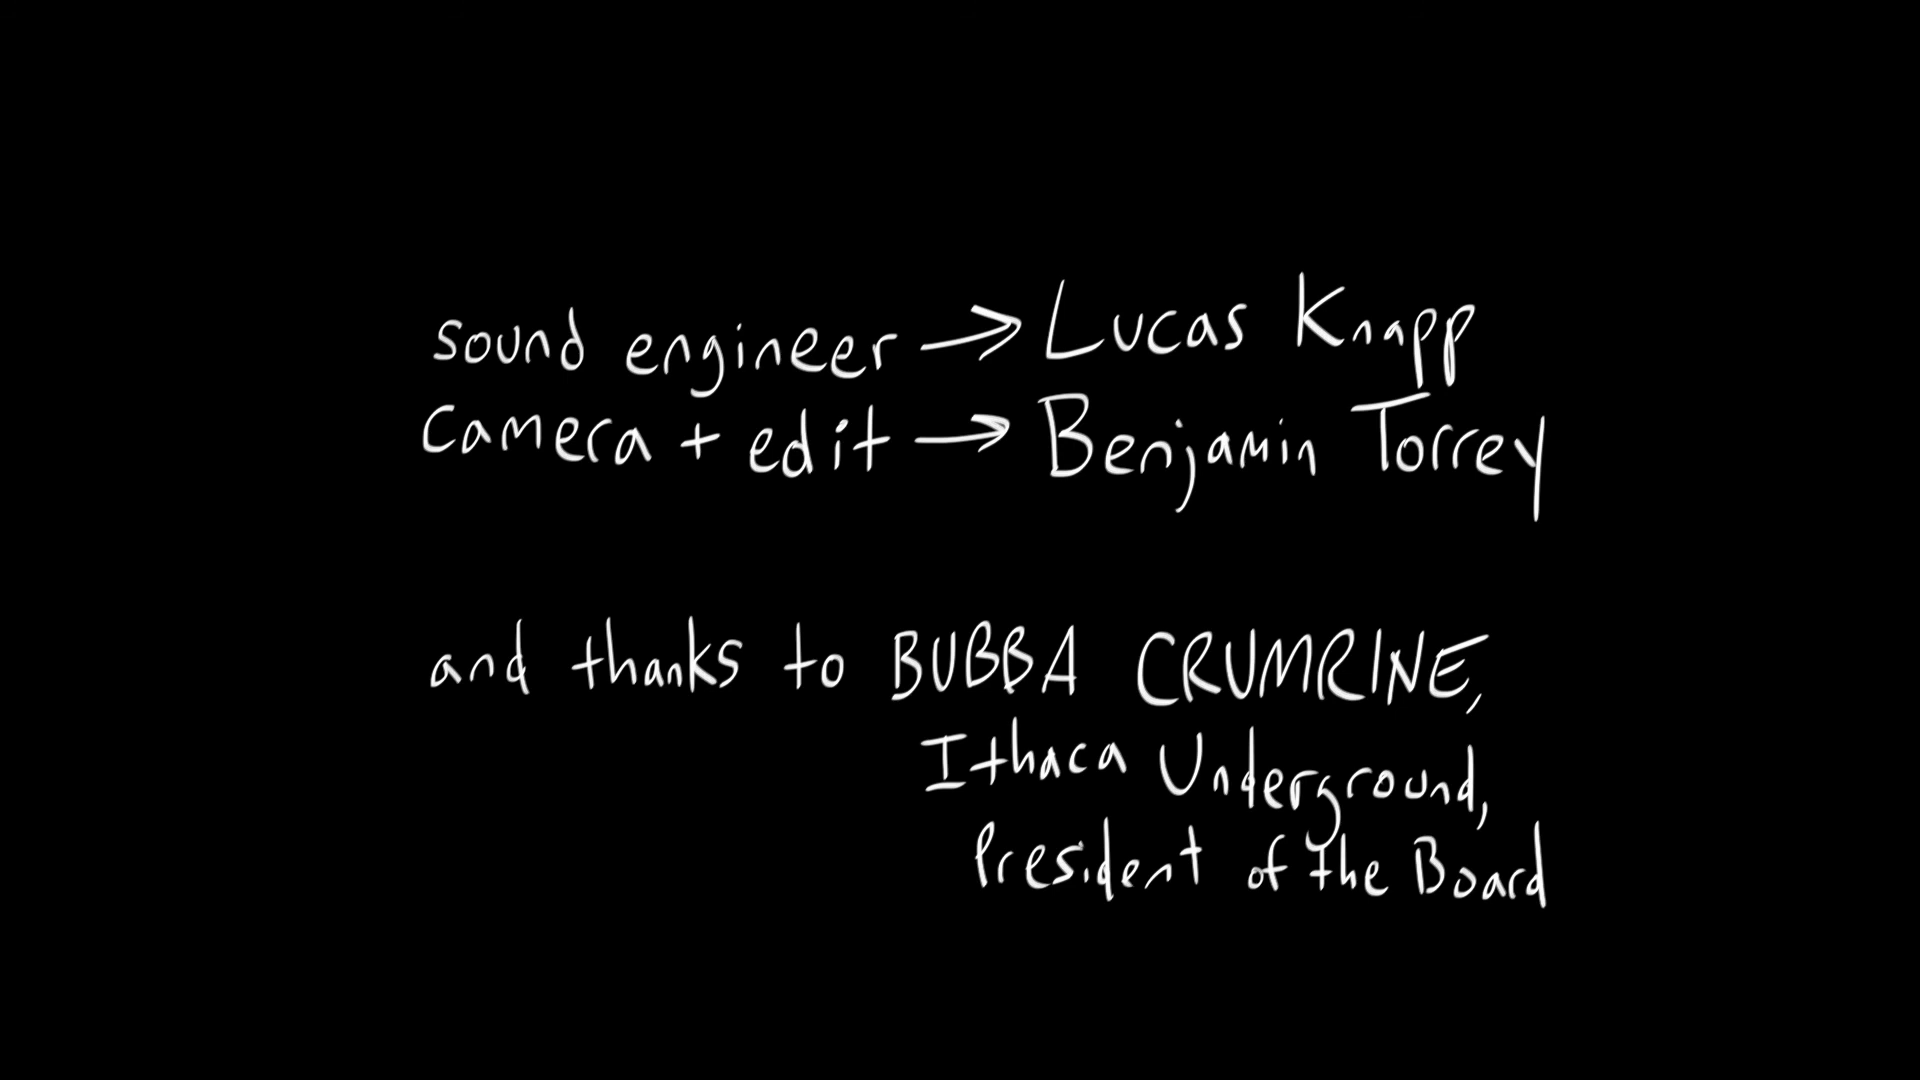 sound engineer → Lucas Knapp
camera + edit → Benjamin Torrey
and thanks to BUBBA CRUMRINE,
Ithaca Underground,
President of the Board